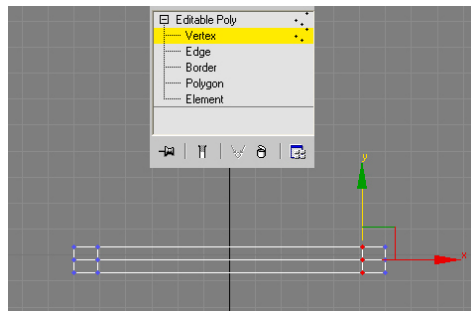 Editable Poly
Vertex
Edge
Border
Polygon
Element
y
x